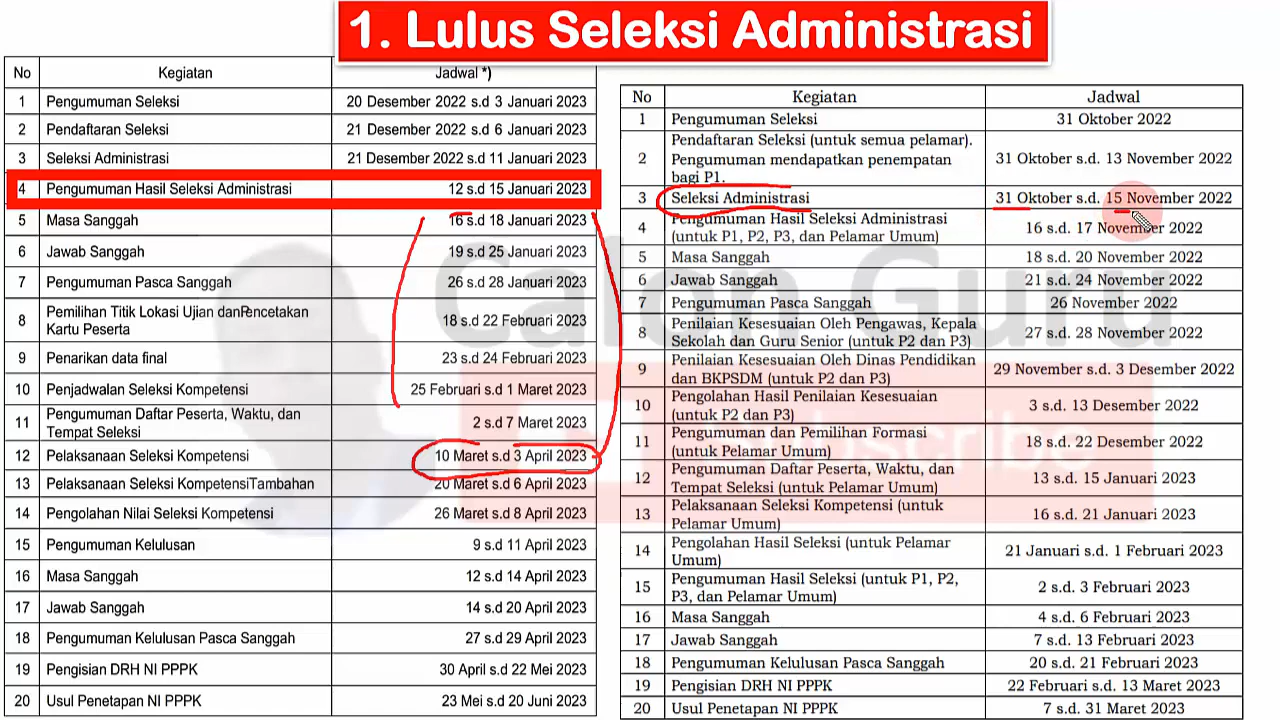 1. Lulus Seleksi Administrasi
No Kegiatan Jadwal *)
1 Pengumuman Seleksi 20 Desember 2022 s.d 3 Januari 2023
2 Pendaftaran Seleksi 21 Desember 2022 s.d 6 Januari 2023
3 Seleksi Administrasi 21 Desember 2022 s.d 11 Januari 2023
4 Pengumuman Hasil Seleksi Administrasi 12 s.d 15 Januari 2023
5 Masa Sanggah 16 s.d 18 Januari 2023
6 Jawab Sanggah 19 s.d 25 Januari 2023
7 Pengumuman Pasca Sanggah 26 s.d 28 Januari 2023
8 Pemilihan Titik Lokasi Ujian danPencetakan
Kartu Peserta 18 s.d 22 Februari 2023
9 Penarikan data final 23 s.d 24 Februari 2023
10 Penjadwalan Seleksi Kompetensi 25 Februari s.d 1 Maret 2023
11 Pengumuman Daftar Peserta, Waktu, dan
Tempat Seleksi 2 s.d 7 Maret 2023
12 Pelaksanaan Seleksi Kompetensi 10 Maret s.d 3 April 2023
13 Pelaksanaan Seleksi KompetensiTambahan 20 Maret s.d 6 April 2023
14 Pengolahan Nilai Seleksi Kompetensi 26 Maret s.d 8 April 2023
15 Pengumuman Kelulusan 9 s.d 11 April 2023
16 Masa Sanggah 12 s.d 14 April 2023
17 Jawab Sanggah 14 s.d 20 April 2023
18 Pengumuman Kelulusan Pasca Sanggah 27 s.d 29 April 2023
19 Pengisian DRH NI PPPK 30 April s.d 22 Mei 2023
20 Usul Penetapan NI PPPK 23 Mei s.d 20 Juni 2023
No Kegiatan Jadwal
1 Pengumuman Seleksi 31 Oktober 2022
2 Pendaftaran Seleksi (untuk semua pelamar).
Pengumuman mendapatkan penempatan
bagi P1. 31 Oktober s.d. 13 November 2022
3 Seleksi Administrasi 31 Oktober s.d. 15 November 2022
4 Pengumuman Hasil Seleksi Administrasi
(untuk P1, P2, P3, dan Pelamar Umum) 16 s.d. 17 November 2022
5 Masa Sanggah 18 s.d. 20 November 2022
6 Jawab Sanggah 21 s.d. 24 November 2022
7 Pengumuman Pasca Sanggah 26 November 2022
8 Penilaian Kesesuaian Oleh Pengawas, Kepala
Sekolah dan Guru Senior (untuk P2 dan P3) 27 s.d. 28 November 2022
9 Penilaian Kesesuaian Oleh Dinas Pendidikan
dan BKPSDM (untuk P2 dan P3) 29 November s.d. 3 Desember 2022
10 Pengolahan Hasil Penilaian Kesesuaian
(untuk P2 dan P3) 3 s.d. 13 Desember 2022
11 Pengumuman dan Pemilihan Formasi
(untuk Pelamar Umum) 18 s.d. 22 Desember 2022
12 Pengumuman Daftar Peserta, Waktu, dan
Tempat Seleksi (untuk Pelamar Umum) 13 s.d. 15 Januari 2023
13 Pelaksanaan Seleksi Kompetensi (untuk
Pelamar Umum) 16 s.d. 21 Januari 2023
14 Pengolahan Hasil Seleksi (untuk Pelamar
Umum) 21 Januari s.d. 1 Februari 2023
15 Pengumuman Hasil Seleksi (untuk P1, P2,
P3, dan Pelamar Umum) 2 s.d. 3 Februari 2023
16 Masa Sanggah 4 s.d. 6 Februari 2023
17 Jawab Sanggah 7 s.d. 13 Februari 2023
18 Pengumuman Kelulusan Pasca Sanggah 20 s.d. 21 Februari 2023
19 Pengisian DRH NI PPPK 22 Februari s.d. 13 Maret 2023
20 Usul Penetapan NI PPPK 7 s.d. 31 Maret 2023
Calon Guru
Subscribe